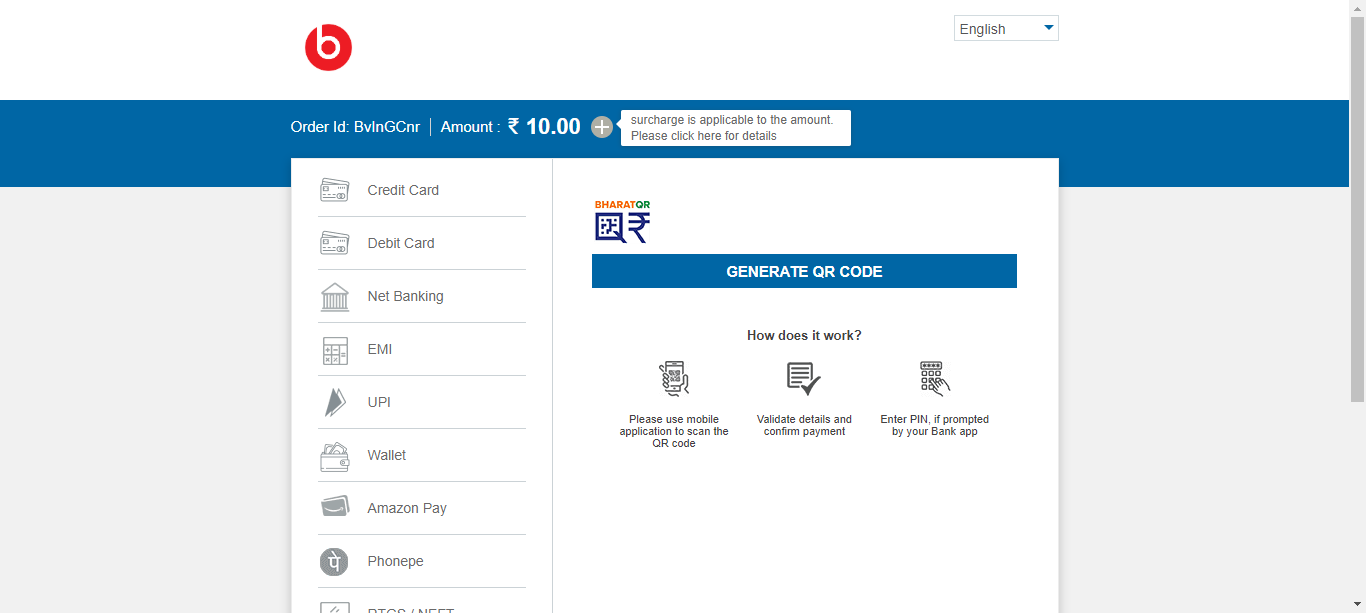 b
English
Order Id: BvlnGCnr
Amount : ₹ 10.00
surcharge is applicable to the amount.
Please click here for details
Credit Card
Debit Card
Net Banking
EMI
UPI
Wallet
Amazon Pay
Phonepe
RTGS / NEFT
BHARATQR
GENERATE QR CODE
How does it work?
Please use mobile
application to scan the
QR code
Validate details and
confirm payment
Enter PIN, if prompted
by your Bank app